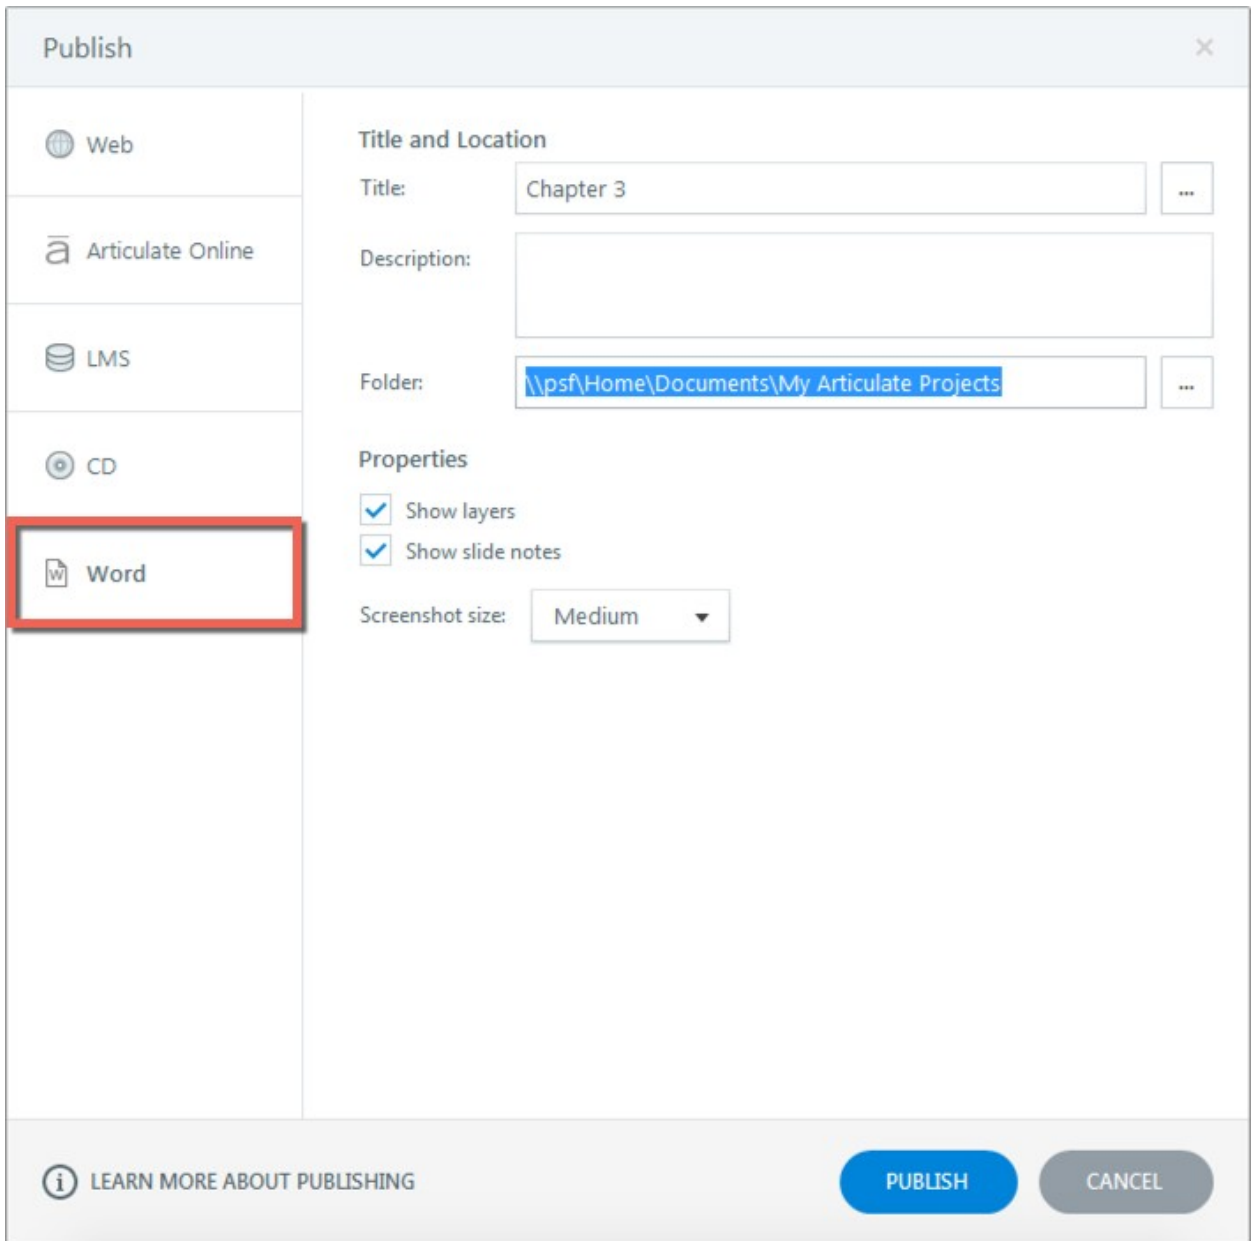 Publish
Web
Articulate Online
LMS
CD
Word
Title and Location
Title:
Chapter 3
...
Description:
Folder:
\\psf\Home\Documents\My Articulate Projects
...
Properties
Show layers
Show slide notes
Screenshot size:
Medium
LEARN MORE ABOUT PUBLISHING
PUBLISH
CANCEL